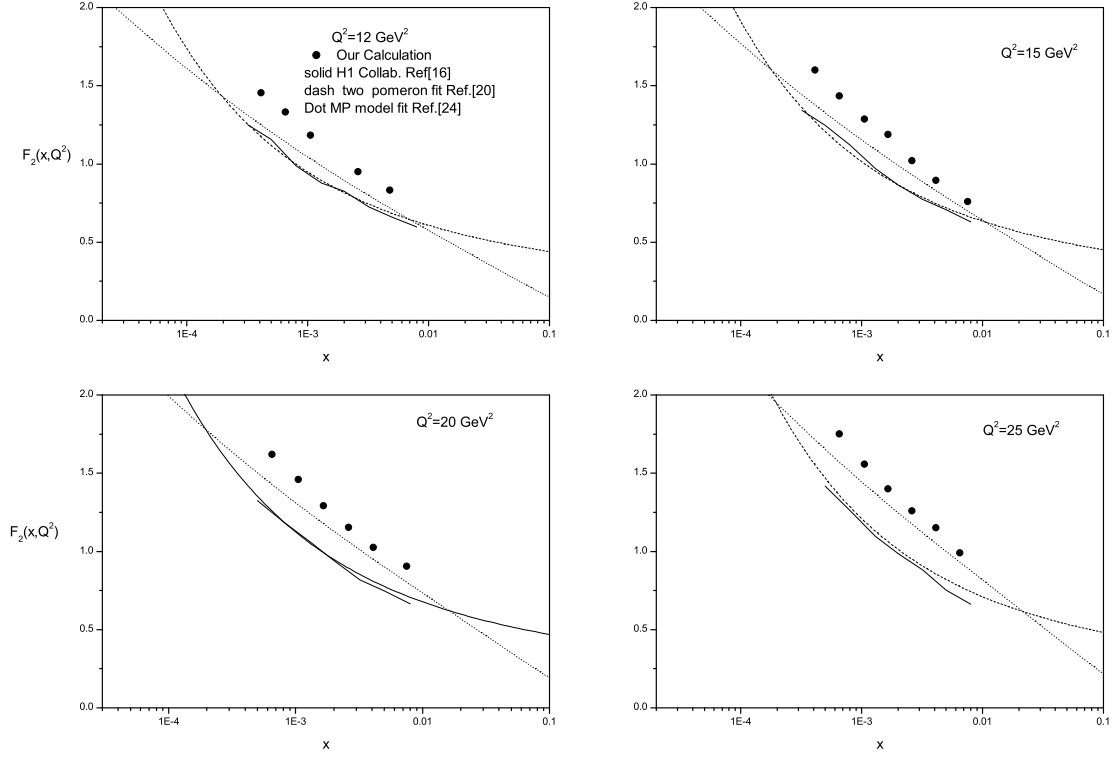 2.0
1.5
1.0
0.5
0.0
F2(x,Q2)
Q2=12 GeV2
Our Calculation
solid H1 Collab. Ref[16]
dash two pomeron fit Ref.[20]
Dot MP model fit Ref.[24]
1E-4 1E-3 0.01 0.1
x
2.0
1.5
1.0
0.5
0.0
Q2=15 GeV2
1E-4 1E-3 0.01 0.1
x
2.0
1.5
1.0
0.5
0.0
F2(x,Q2)
Q2=20 GeV2
1E-4 1E-3 0.01 0.1
x
2.0
1.5
1.0
0.5
0.0
Q2=25 GeV2
1E-4 1E-3 0.01 0.1
x